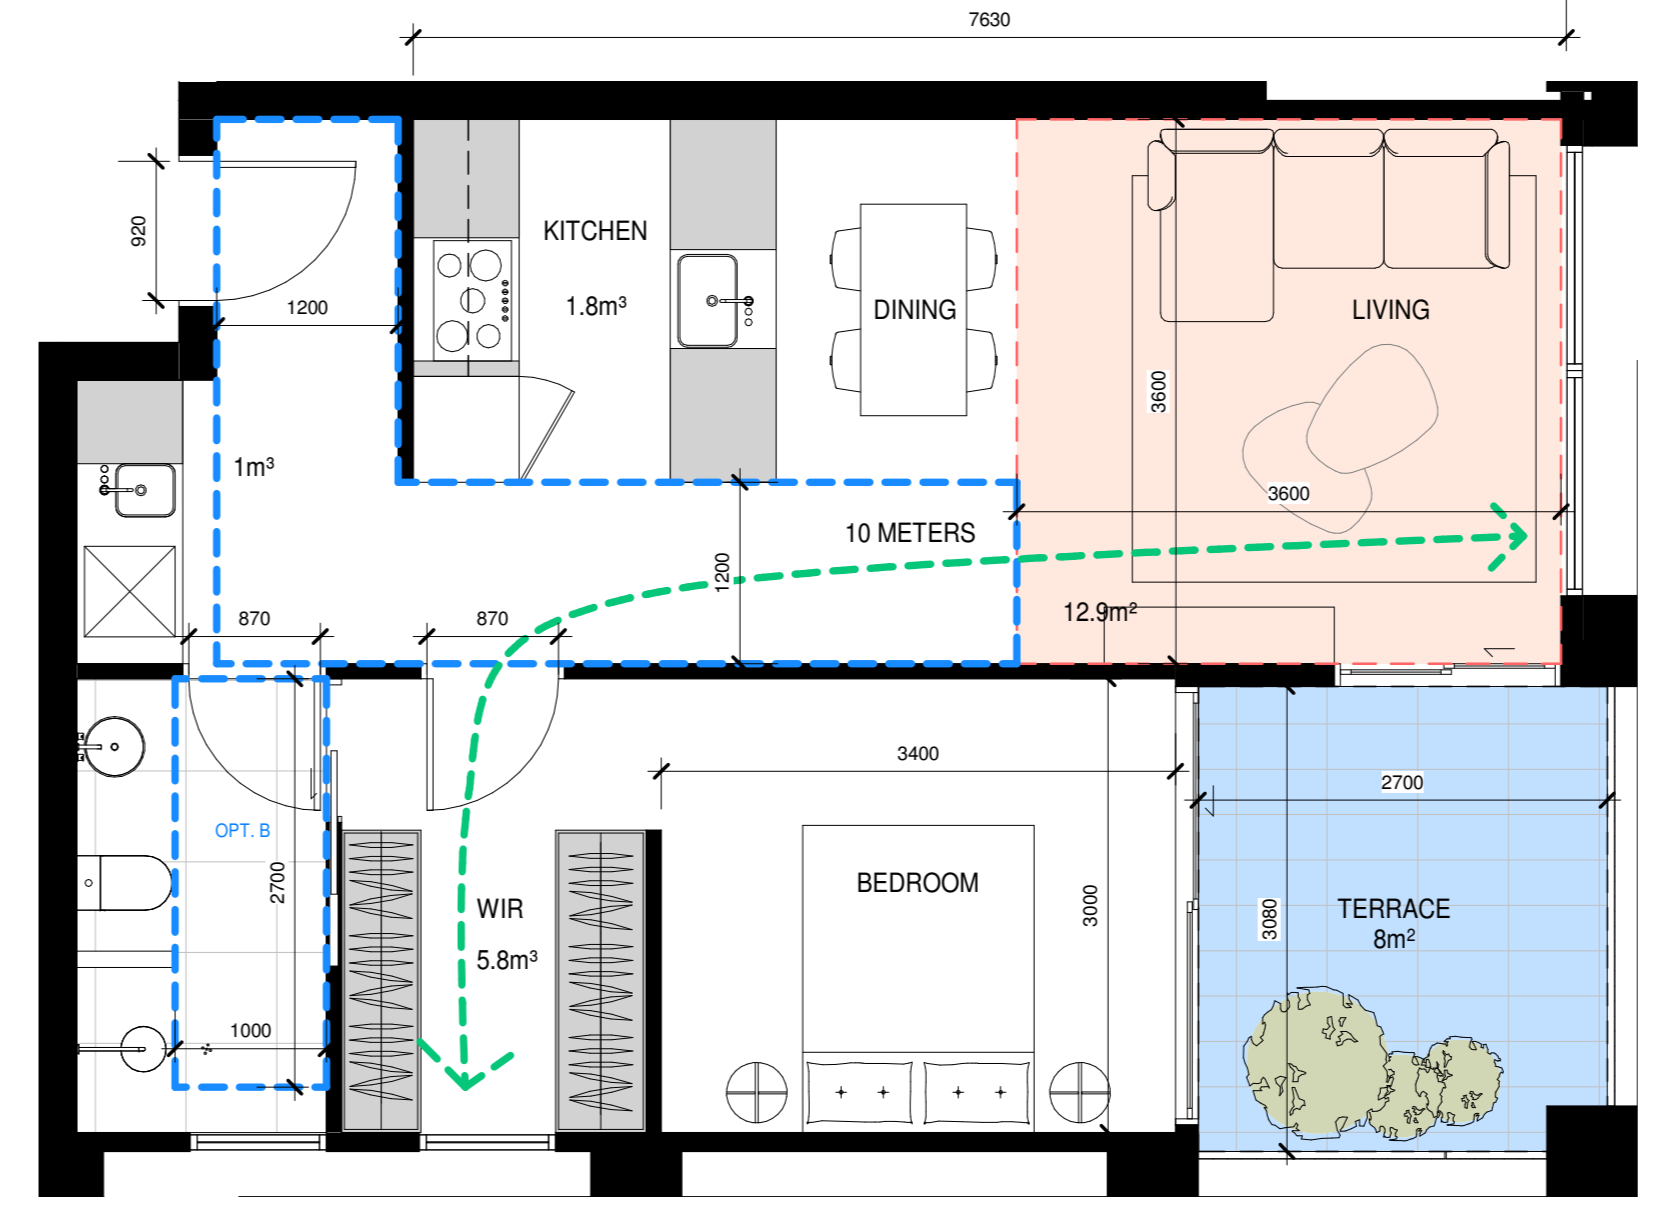 7630
920
1200
KITCHEN
1.8m³
DINING
LIVING
3600
1m³
3600
10 METERS
1200
12.9m²
870
870
3400
2700
OPT. B
2700
BEDROOM
WIR
5.8m³
3000
3080
TERRACE
8m²
1000